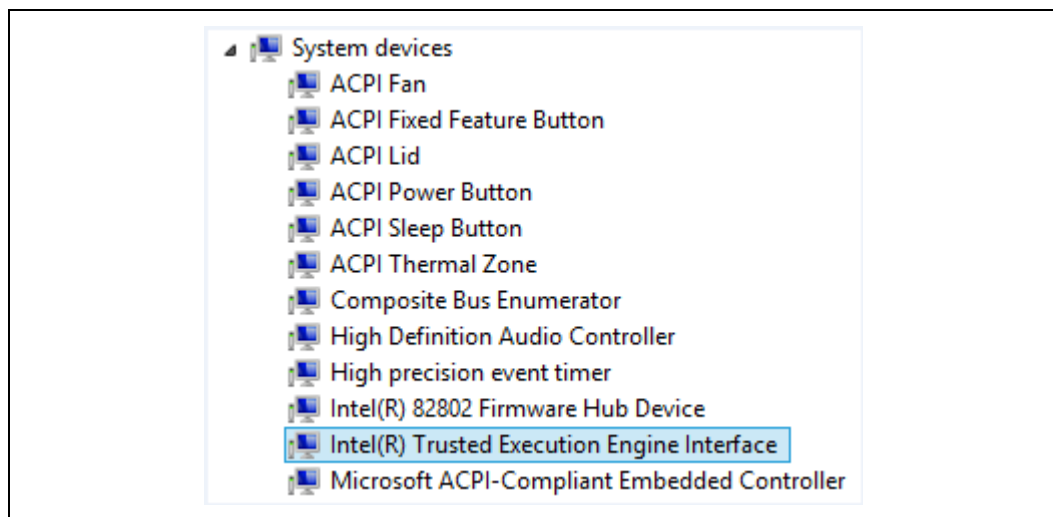 System devices
ACPI Fan
ACPI Fixed Feature Button
ACPI Lid
ACPI Power Button
ACPI Sleep Button
ACPI Thermal Zone
Composite Bus Enumerator
High Definition Audio Controller
High precision event timer
Intel(R) 82802 Firmware Hub Device
Intel(R) Trusted Execution Engine Interface
Microsoft ACPI-Compliant Embedded Controller